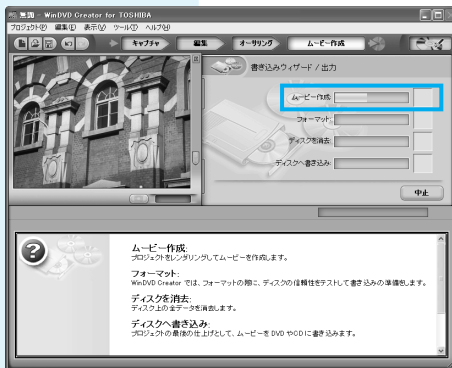 無題 - WinDVD Creator for TOSHIBA
プロジェクト(P) 編集(E) 表示(V) ツール(T) ヘルプ(H)
キャプチャ 編集 オーサリング ムービー作成
書き込みウィザード / 出力
ムービー作成:
フォーマット:
ディスクを消去:
ディスクへ書き込み:
中止
ムービー作成:
プロジェクトをレンダリングしてムービーを作成します。
フォーマット:
WinDVD Creator では、フォーマットの際に、ディスクの信頼性をテストして書き込みの準備をします。
ディスクを消去:
ディスク上の全データを消去します。
ディスクへ書き込み:
プロジェクトの最後の仕上げとして、ムービーを DVD やCDに書き込みます。